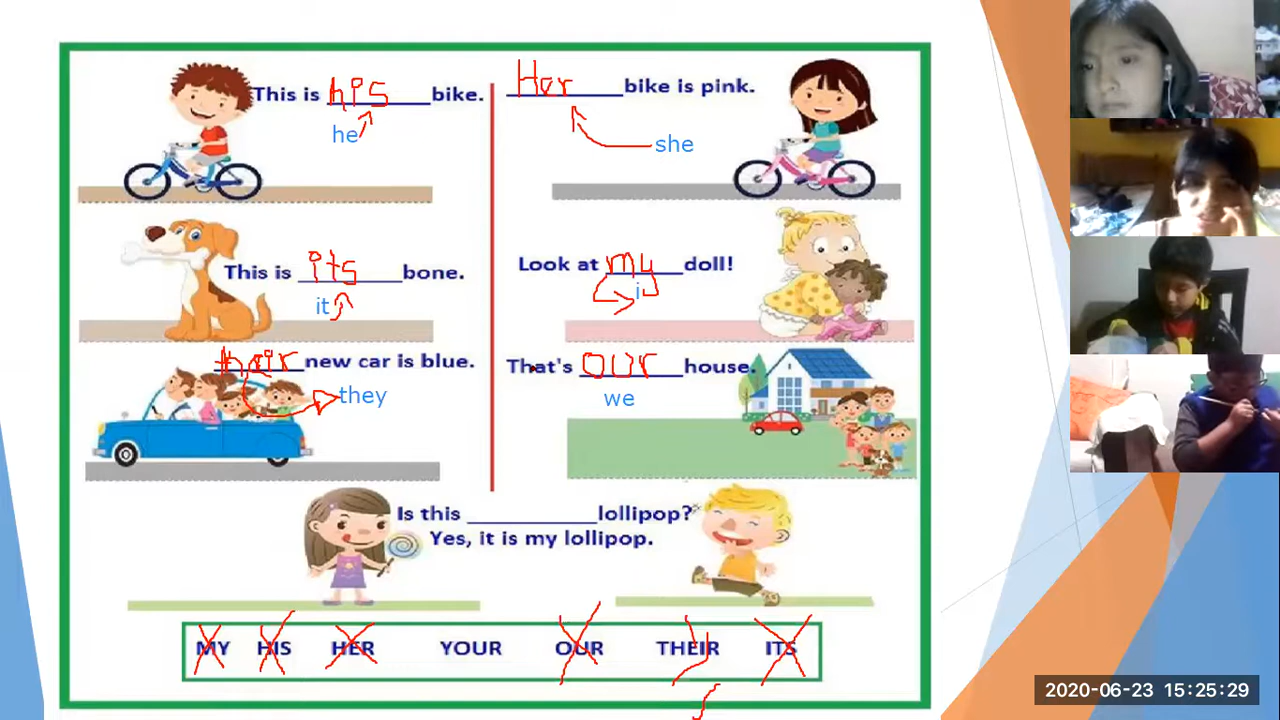 This is his bike.
he
Her bike is pink.
she
This is its bone.
it
Look at my doll!
i
their new car is blue.
they
That's our house.
we
Is this __________ lollipop?
Yes, it is my lollipop.
MY HIS HER YOUR OUR THEIR ITS
2020-06-23 15:25:29